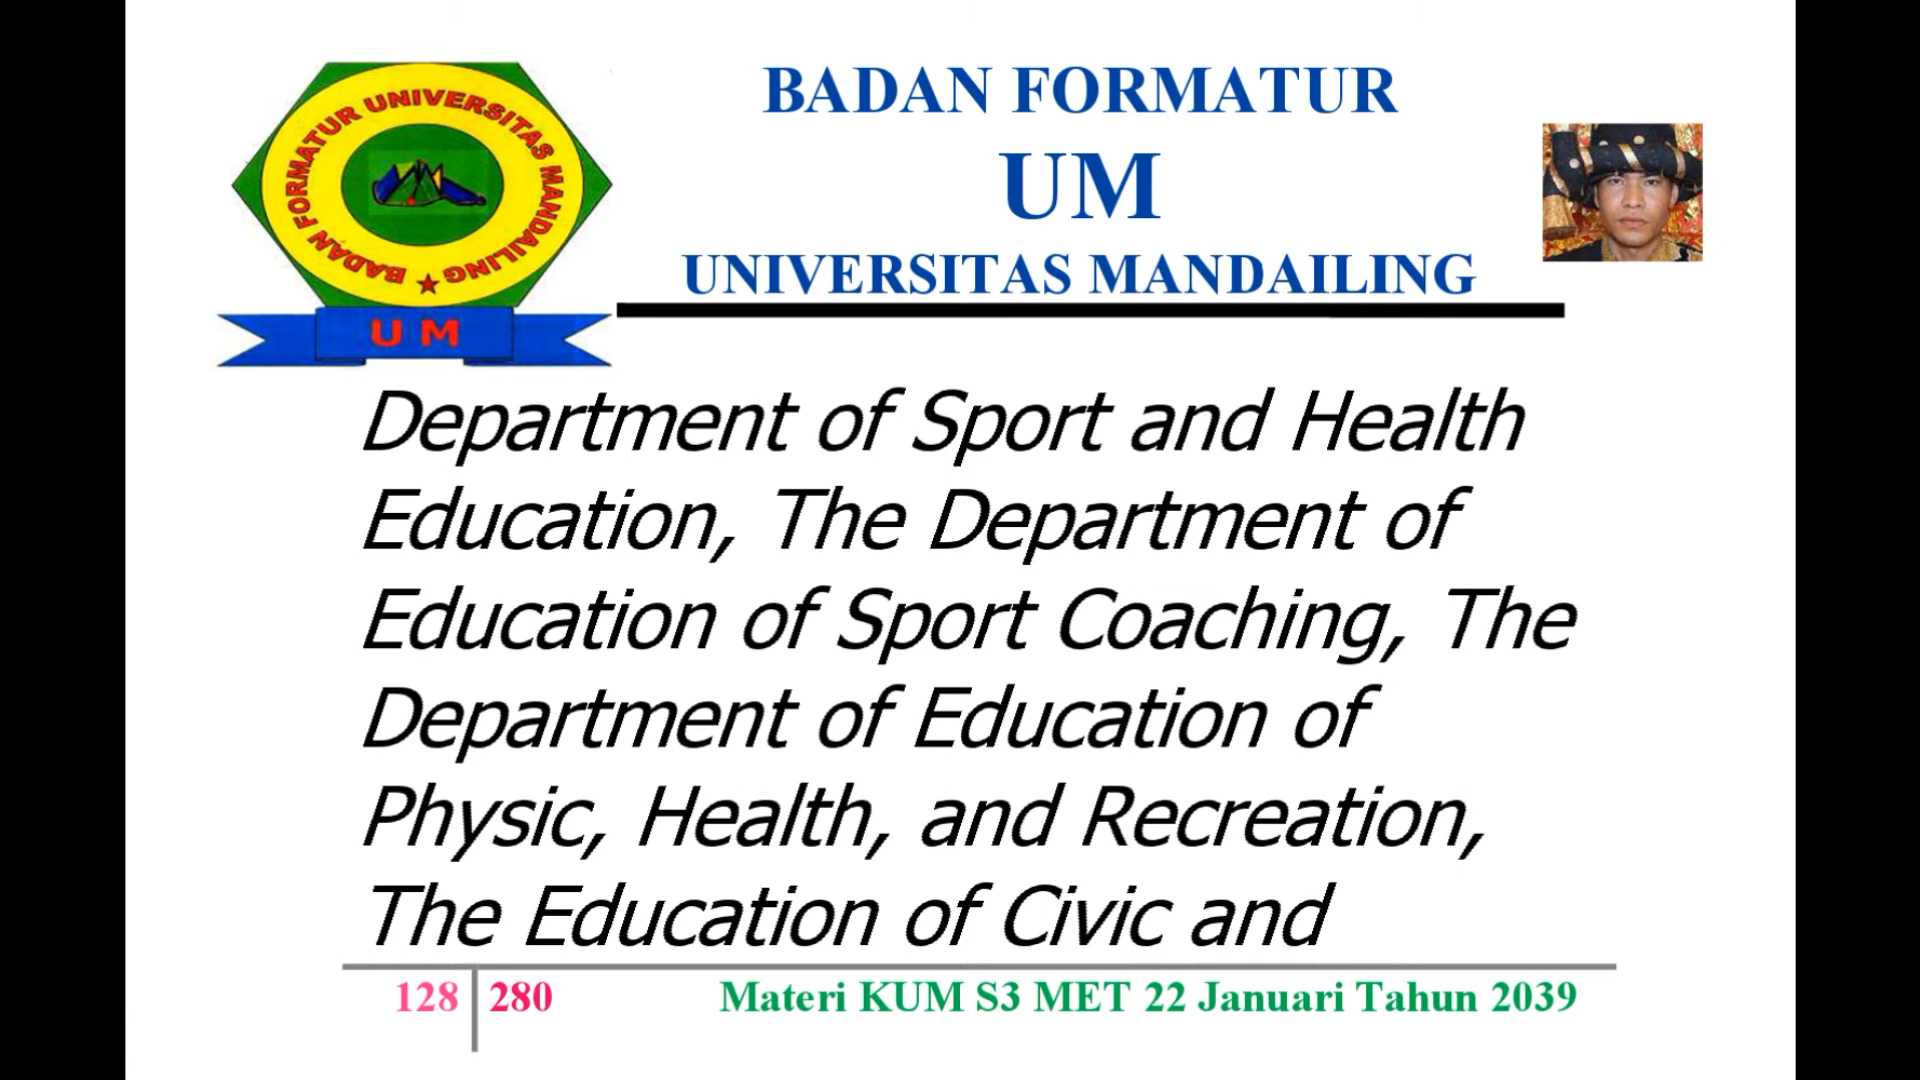 BADAN FORMATUR UNIVERSITAS MANDAILING
UM
BADAN FORMATUR
UM
UNIVERSITAS MANDAILING
Department of Sport and Health
Education, The Department of
Education of Sport Coaching, The
Department of Education of
Physic, Health, and Recreation,
The Education of Civic and
128 280 Materi KUM S3 MET 22 Januari Tahun 2039